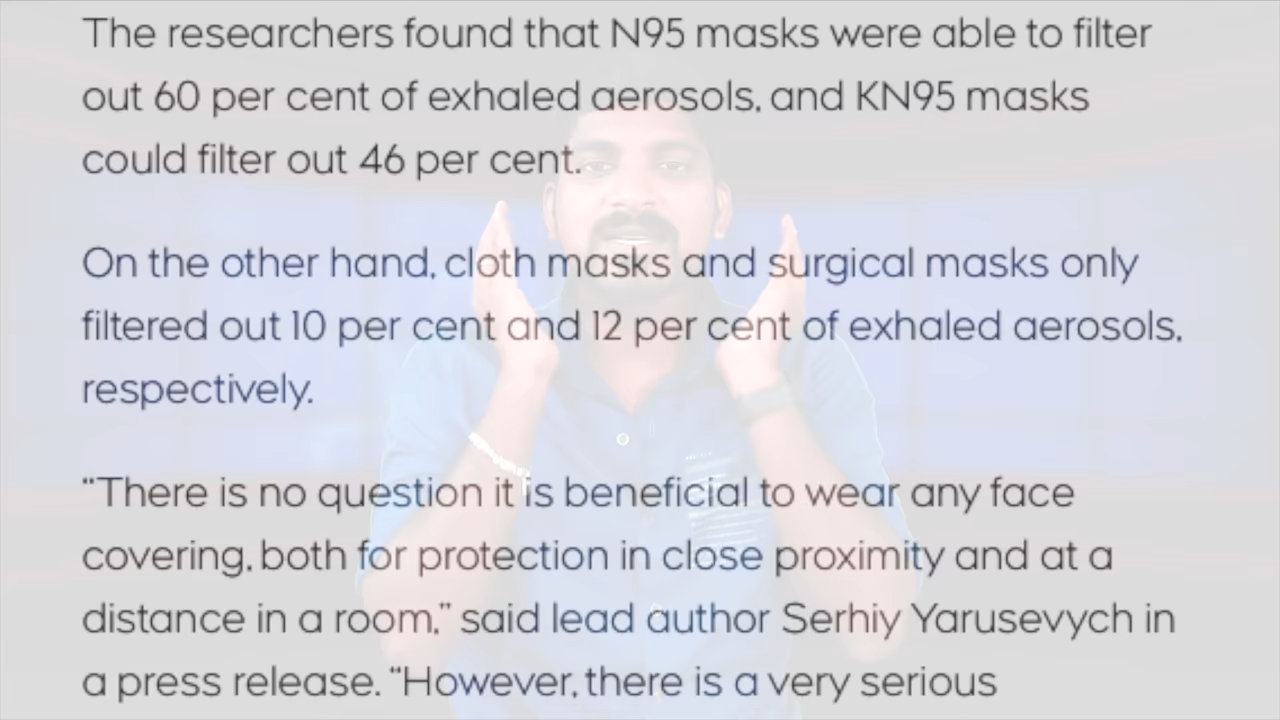 The researchers found that N95 masks were able to filter
out 60 per cent of exhaled aerosols, and KN95 masks
could filter out 46 per cent.
On the other hand, cloth masks and surgical masks only
filtered out 10 per cent and 12 per cent of exhaled aerosols,
respectively.
“There is no question it is beneficial to wear any face
covering, both for protection in close proximity and at a
distance in a room,” said lead author Serhiy Yarusevych in
a press release. “However, there is a very serious